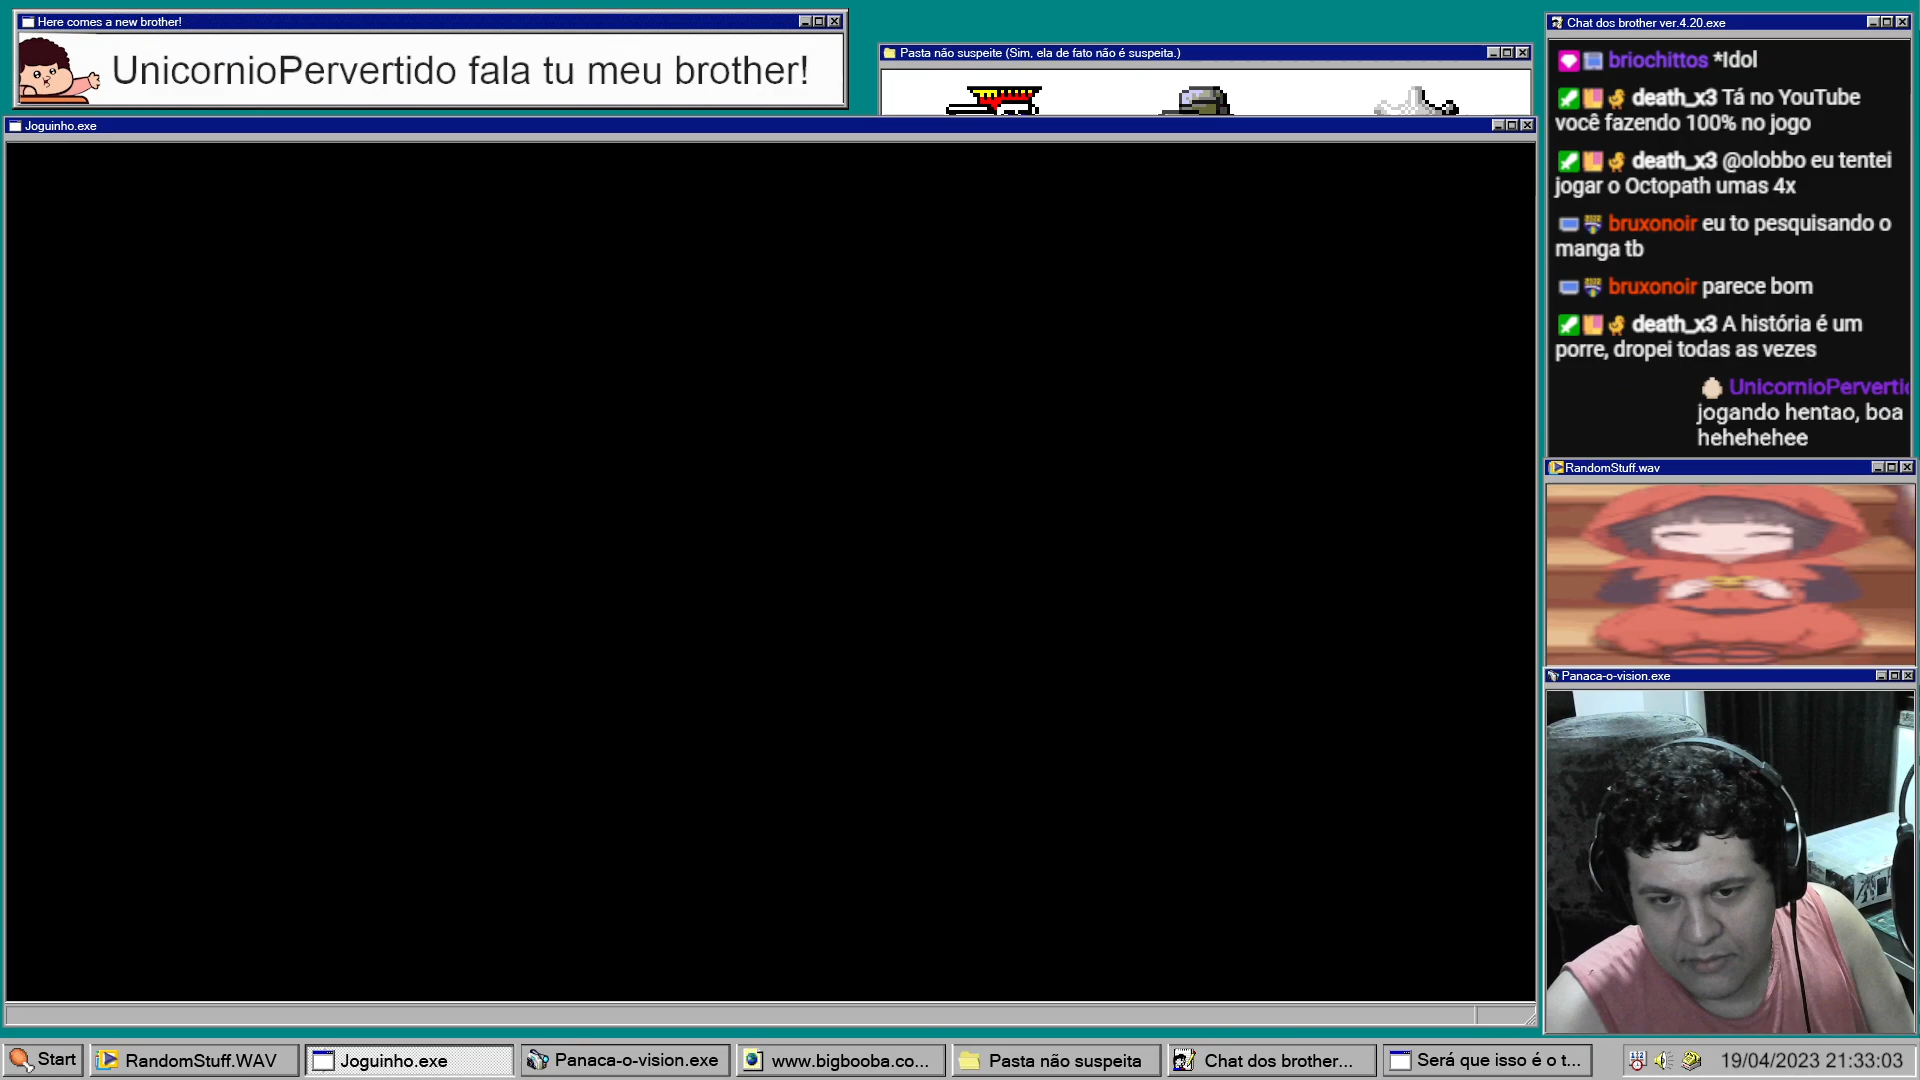 Here comes a new brother!
UnicornioPervertido fala tu meu brother!
Pasta não suspeite (Sim, ela de fato não é suspeita.)
Joguinho.exe
Chat dos brother ver.4.20.exe
briochittos *Idol
death_x3 Tá no YouTube
você fazendo 100% no jogo
death_x3 @olobbo eu tentei
jogar o Octopath umas 4x
bruxonoir eu to pesquisando o
manga tb
bruxonoir parece bom
death_x3 A história é um
porre, dropei todas as vezes
UnicornioPerverti
jogando hentao, boa
hehehehee
RandomStuff.wav
Panaca-o-vision.exe
Start
RandomStuff.WAV
Joguinho.exe
Panaca-o-vision.exe
www.bigbooba.co...
Pasta não suspeita
Chat dos brother...
Será que isso é o t...
19/04/2023 21:33:03